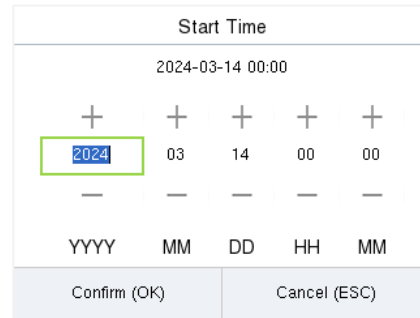 Start Time
2024-03-14 00:00
+ + + + +
2024 03 14 00 00
— — — — —
YYYY MM DD HH MM
Confirm (OK) Cancel (ESC)